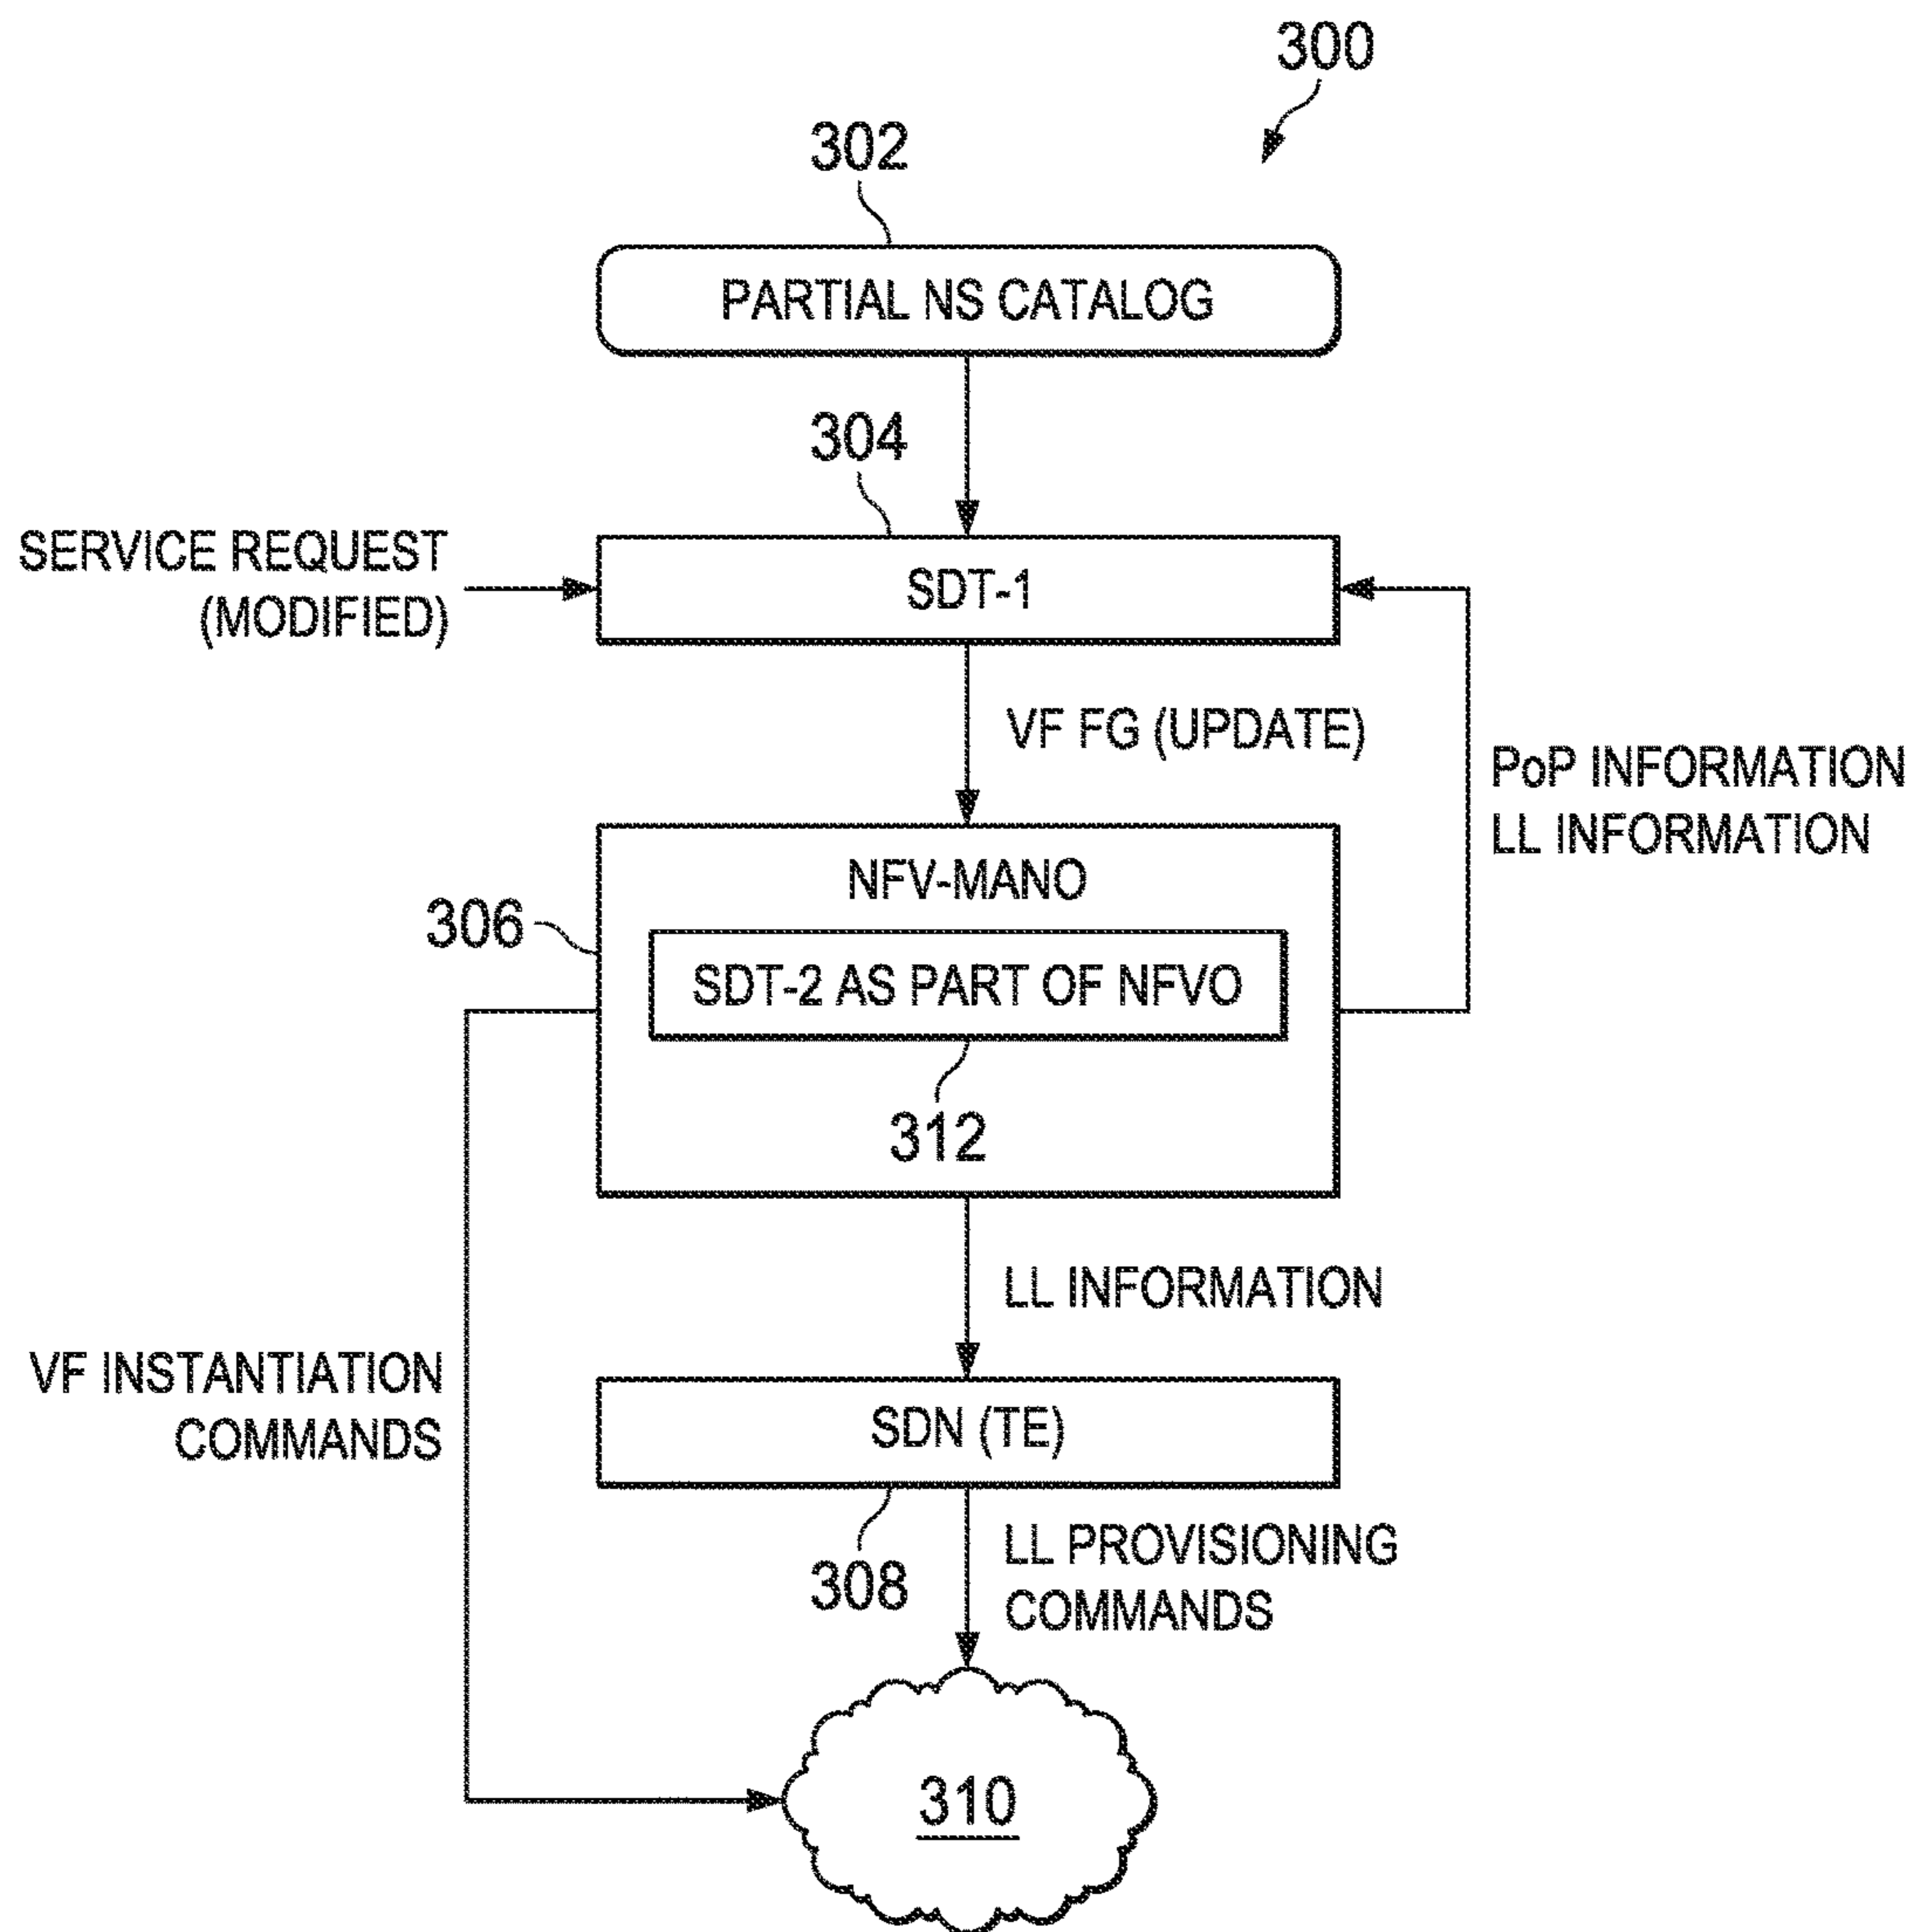 300
302
PARTIAL NS CATALOG
304
SERVICE REQUEST
(MODIFIED)
SDT-1
VF FG (UPDATE)
PoP INFORMATION
LL INFORMATION
NFV-MANO
306
SDT-2 AS PART OF NFVO
312
LL INFORMATION
VF INSTANTIATION
COMMANDS
SDN (TE)
308
LL PROVISIONING
COMMANDS
310